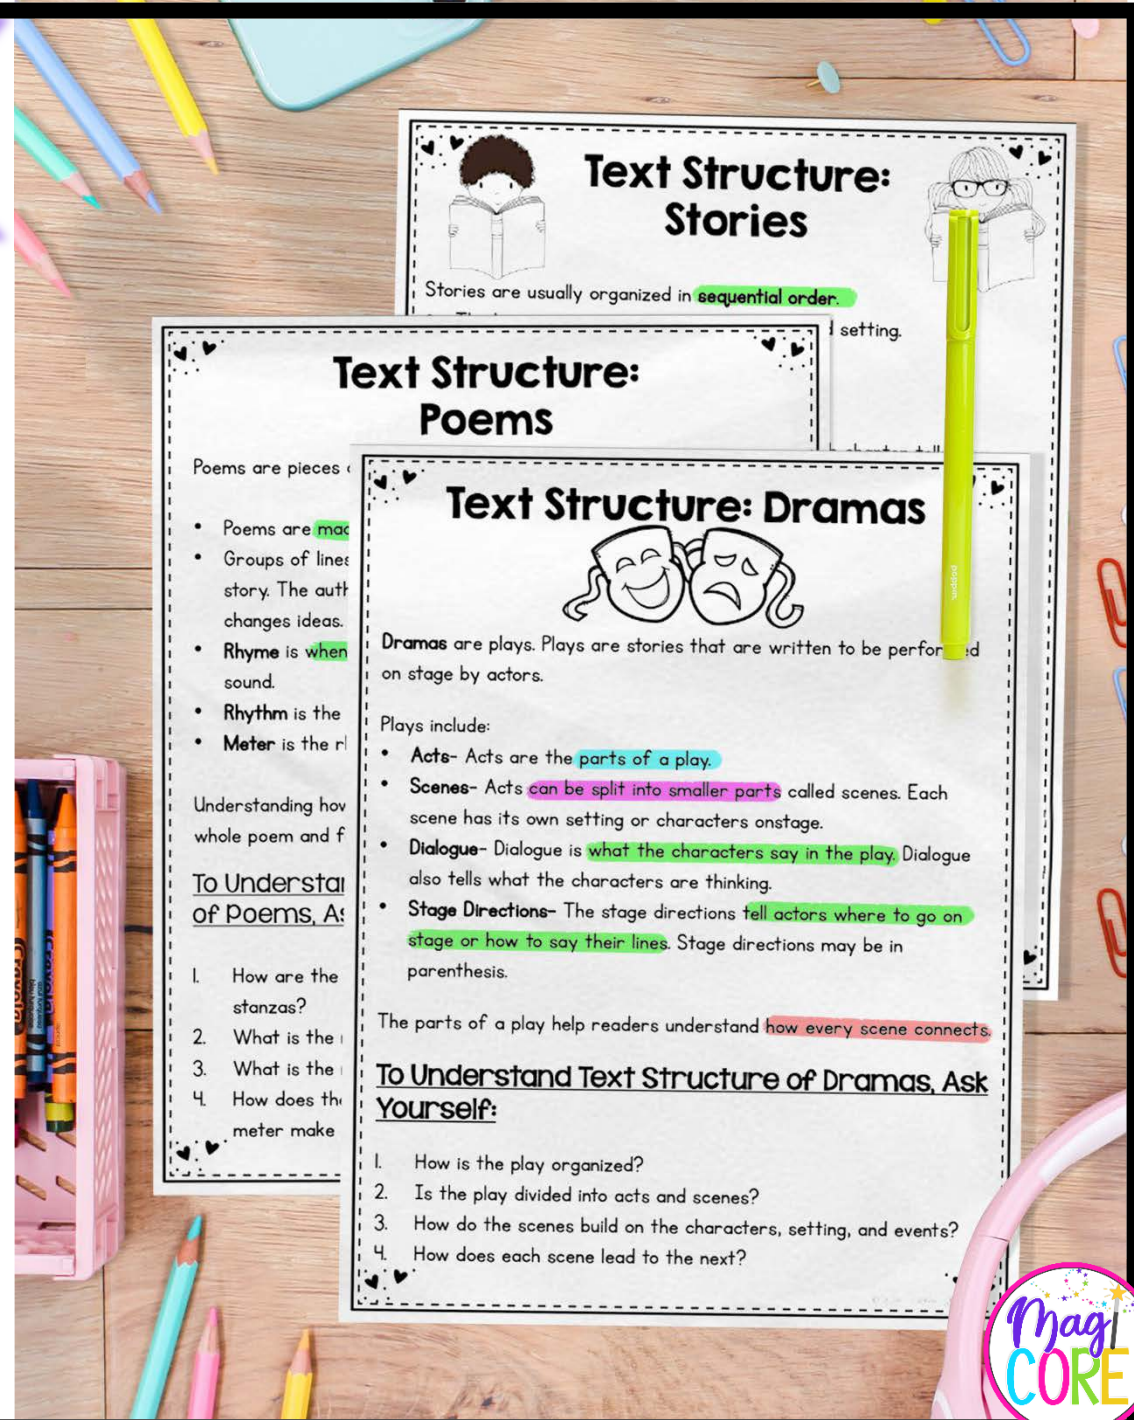 Text Structure:
Stories
Stories are usually organized in sequential order.
setting.
Text Structure:
Poems
Poems are pieces
• Poems are
• Groups of lines
story. The
changes ideas.
• Rhyme is when
sound.
• Rhythm is the
• Meter is the
Understanding
whole poem and
To
of Poems,
1. How are the
stanzas?
2. What is the
3. What is the
4. How does
meter make
Text Structure: Dramas
Dramas are plays. Plays are stories that are written to be performed
on stage by actors.
Plays include:
• Acts- Acts are the parts of a play.
• Scenes- Acts can be split into smaller parts called scenes. Each
scene has its own setting or characters onstage.
• Dialogue- Dialogue is what the characters say in the play. Dialogue
also tells what the characters are thinking.
• Stage Directions- The stage directions tell actors where to go on
stage or how to say their lines. Stage directions may be in
parenthesis.
The parts of a play help readers understand how every scene connects.
To Understand Text Structure of Dramas, Ask
Yourself:
1. How is the play organized?
2. Is the play divided into acts and scenes?
3. How do the scenes build on the characters, setting, and events?
4. How does each scene lead to the next?
poppin.
Crayola
Mag
CORE